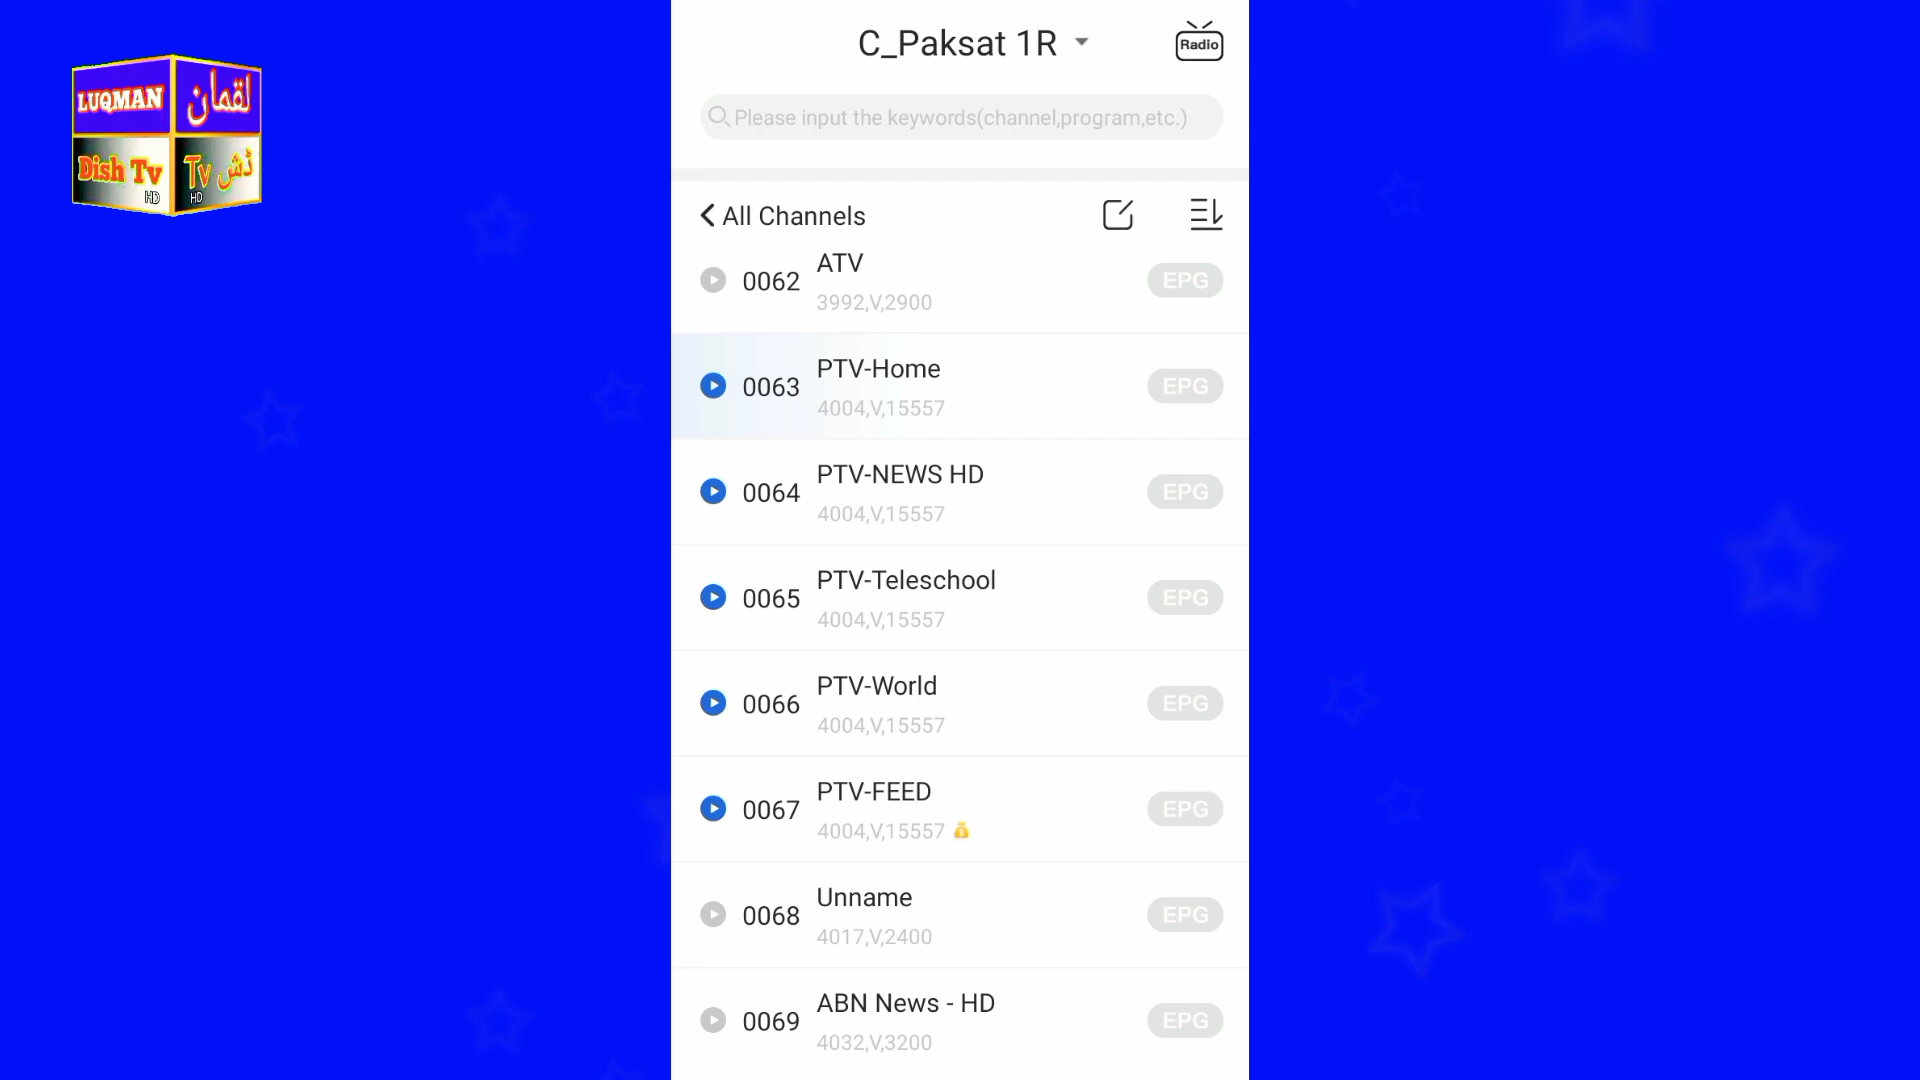 LUQMAN لقمان
Dish Tv ڈش Tv
HD HD
C_Paksat 1R
Radio
Please input the keywords(channel,program,etc.)
All Channels
0062 ATV EPG
3992,V,2900
0063 PTV-Home EPG
4004,V,15557
0064 PTV-NEWS HD EPG
4004,V,15557
0065 PTV-Teleschool EPG
4004,V,15557
0066 PTV-World EPG
4004,V,15557
0067 PTV-FEED EPG
4004,V,15557
0068 Unname EPG
4017,V,2400
0069 ABN News - HD EPG
4032,V,3200